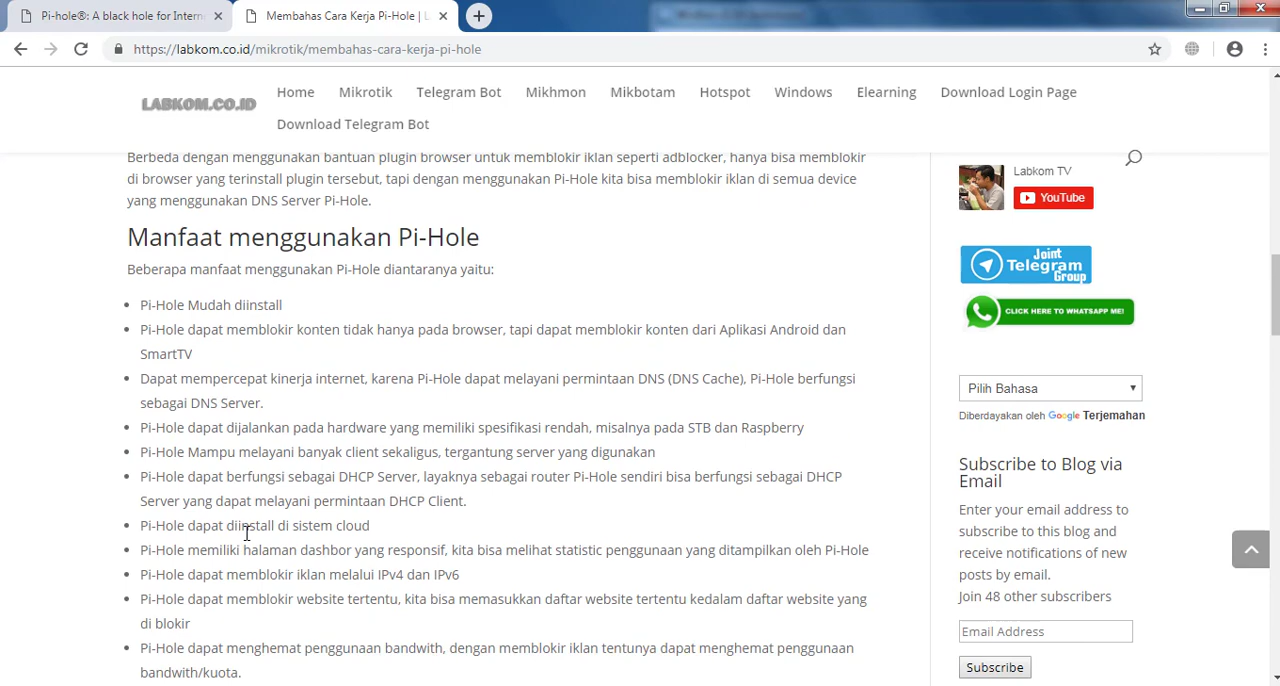 Pi-hole®: A black hole for Intern
Membahas Cara Kerja Pi-Hole | L
https://labkom.co.id/mikrotik/membahas-cara-kerja-pi-hole
LABKOM.CO.ID
Home Mikrotik Telegram Bot Mikhmon Mikbotam Hotspot Windows Elearning Download Login Page
Download Telegram Bot
Berbeda dengan menggunakan bantuan plugin browser untuk memblokir iklan seperti adblocker, hanya bisa memblokir
di browser yang terinstall plugin tersebut, tapi dengan menggunakan Pi-Hole kita bisa memblokir iklan di semua device
yang menggunakan DNS Server Pi-Hole.
Manfaat menggunakan Pi-Hole
Beberapa manfaat menggunakan Pi-Hole diantaranya yaitu:
Pi-Hole Mudah diinstall
Pi-Hole dapat memblokir konten tidak hanya pada browser, tapi dapat memblokir konten dari Aplikasi Android dan
SmartTV
Dapat mempercepat kinerja internet, karena Pi-Hole dapat melayani permintaan DNS (DNS Cache), Pi-Hole berfungsi
sebagai DNS Server.
Pi-Hole dapat dijalankan pada hardware yang memiliki spesifikasi rendah, misalnya pada STB dan Raspberry
Pi-Hole Mampu melayani banyak client sekaligus, tergantung server yang digunakan
Pi-Hole dapat berfungsi sebagai DHCP Server, layaknya sebagai router Pi-Hole sendiri bisa berfungsi sebagai DHCP
Server yang dapat melayani permintaan DHCP Client.
Pi-Hole dapat diinstall di sistem cloud
Pi-Hole memiliki halaman dashbor yang responsif, kita bisa melihat statistic penggunaan yang ditampilkan oleh Pi-Hole
Pi-Hole dapat memblokir iklan melalui IPv4 dan IPv6
Pi-Hole dapat memblokir website tertentu, kita bisa memasukkan daftar website tertentu kedalam daftar website yang
di blokir
Pi-Hole dapat menghemat penggunaan bandwith, dengan memblokir iklan tentunya dapat menghemat penggunaan
bandwith/kuota.
Labkom TV
YouTube
Joint
Telegram
Group
CLICK HERE TO WHATSAPP ME!
Pilih Bahasa
Diberdayakan oleh Google Terjemahan
Subscribe to Blog via
Email
Enter your email address to
subscribe to this blog and
receive notifications of new
posts by email.
Join 48 other subscribers
Email Address
Subscribe